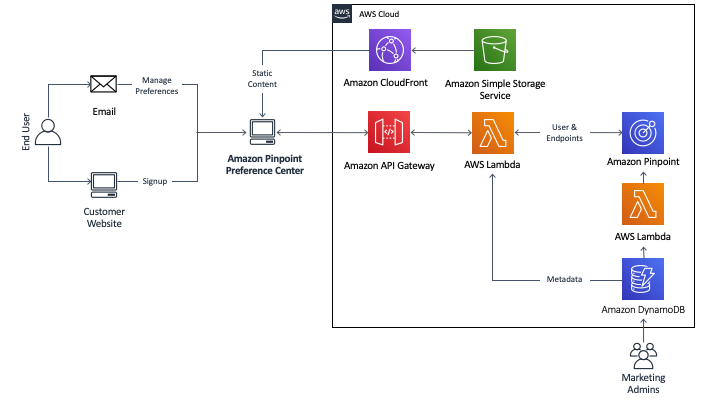 aws
AWS Cloud
Static
Content
Amazon CloudFront
Amazon Simple Storage
Service
Manage
Preferences
Email
End User
Amazon Pinpoint
Preference Center
Amazon API Gateway
AWS Lambda
User &
Endpoints
Amazon Pinpoint
Signup
Customer
Website
AWS Lambda
Metadata
Amazon DynamoDB
Marketing
Admins